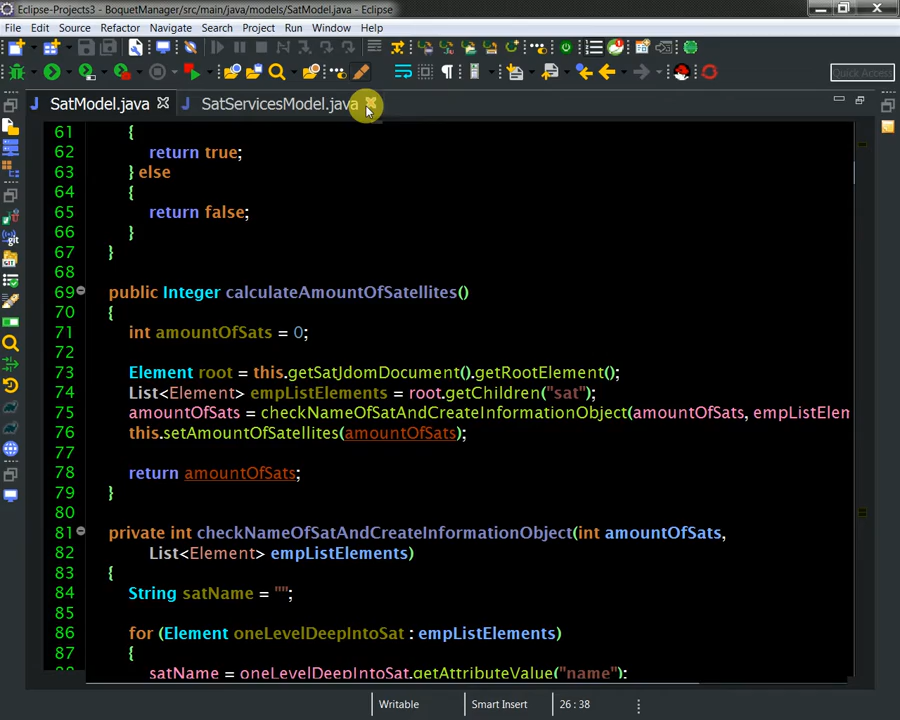 Eclipse-Projects3 - BoquetManager/src/main/java/models/SatModel.java - Eclipse
File Edit Source Refactor Navigate Search Project Run Window Help
Quick Access
SatModel.java SatServicesModel.java
61 {
62 return true;
63 } else
64 {
65 return false;
66 }
67 }
68
69 public Integer calculateAmountOfSatellites()
70 {
71 int amountOfSats = 0;
72
73 Element root = this.getSatJdomDocument().getRootElement();
74 List<Element> empListElements = root.getChildren("sat");
75 amountOfSats = checkNameOfSatAndCreateInformationObject(amountOfSats, empListElem
76 this.setAmountOfSatellites(amountOfSats);
77
78 return amountOfSats;
79 }
80
81 private int checkNameOfSatAndCreateInformationObject(int amountOfSats,
82 List<Element> empListElements)
83 {
84 String satName = "";
85
86 for (Element oneLevelDeepIntoSat : empListElements)
87 {
88 satName = oneLevelDeepIntoSat.getAttributeValue("name");
Writable Smart Insert 26 : 38